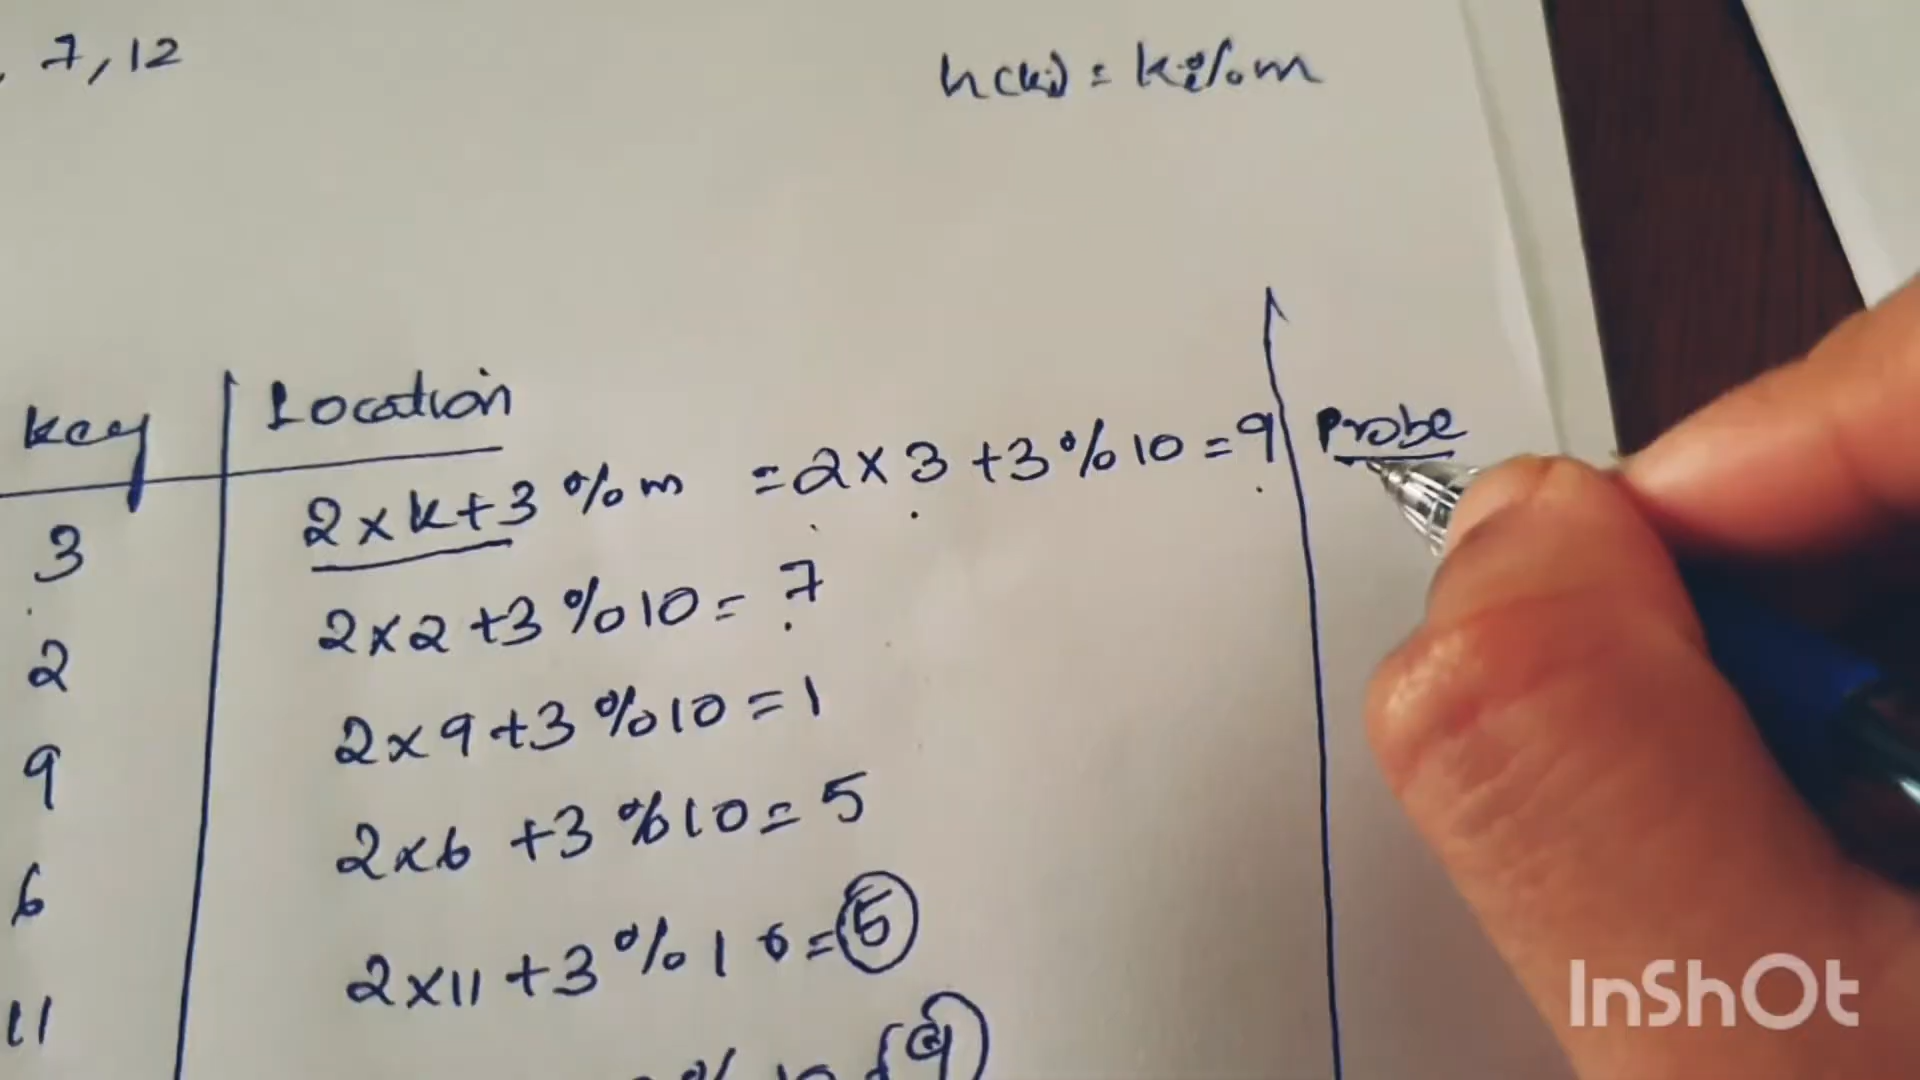 , 7, 12
h(ki) = ki%m
key Location Probe
3 2 x k + 3 % m = 2 x 3 + 3 % 10 = 9
2 2 x 2 + 3 % 10 = 7
9 2 x 9 + 3 % 10 = 1
6 2 x 6 + 3 % 10 = 5
11 2 x 11 + 3 % 10 = 5
% 10
InShOt